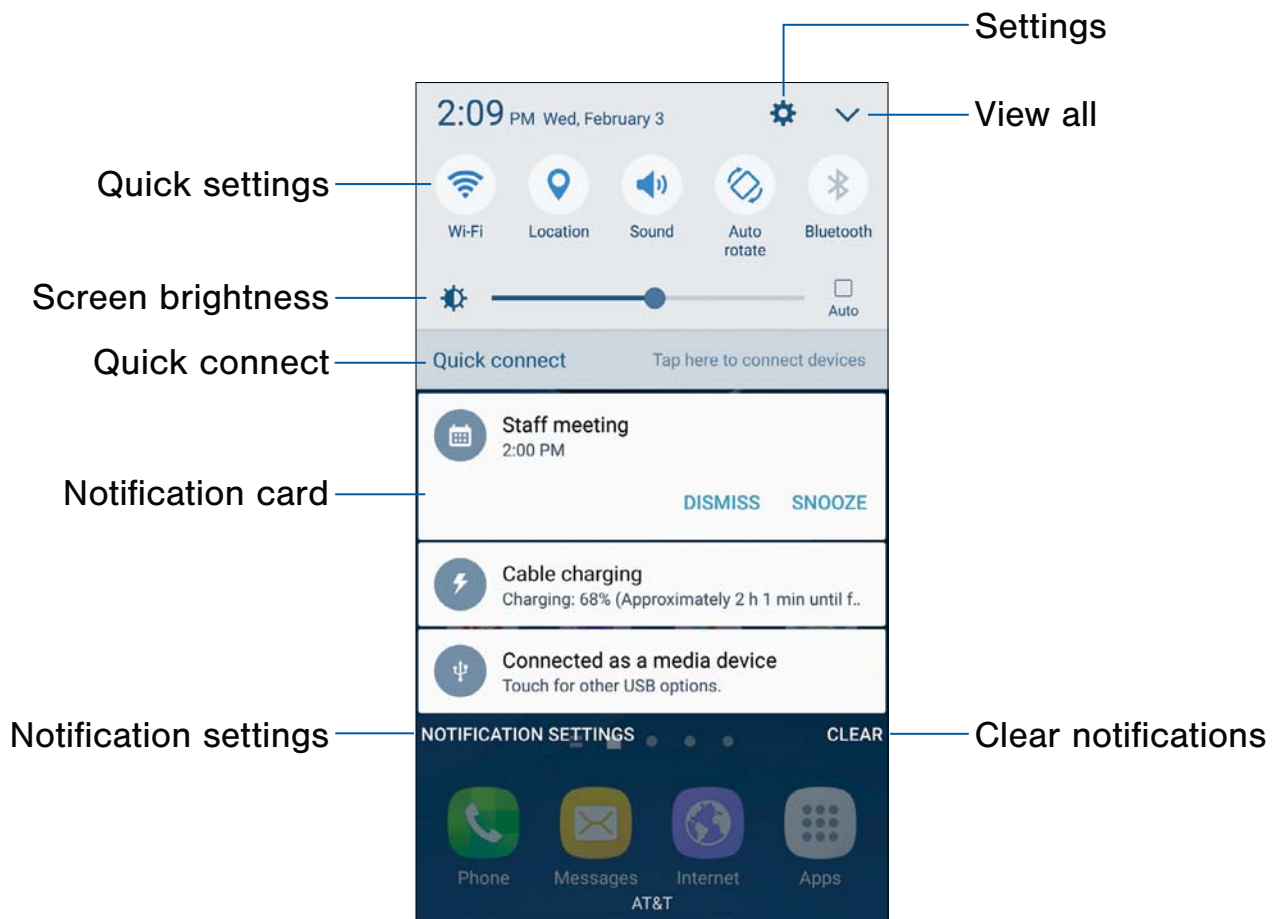 Settings
2:09 PM Wed, February 3
View all
Quick settings
Wi-Fi
Location
Sound
Auto
rotate
Bluetooth
Screen brightness
Auto
Quick connect
Quick connect
Tap here to connect devices
Staff meeting
2:00 PM
Notification card
DISMISS
SNOOZE
Cable charging
Charging: 68% (Approximately 2 h 1 min until f..
Connected as a media device
Touch for other USB options.
Notification settings
NOTIFICATION SETTINGS
CLEAR
Clear notifications
Phone
Messages
Internet
Apps
AT&T